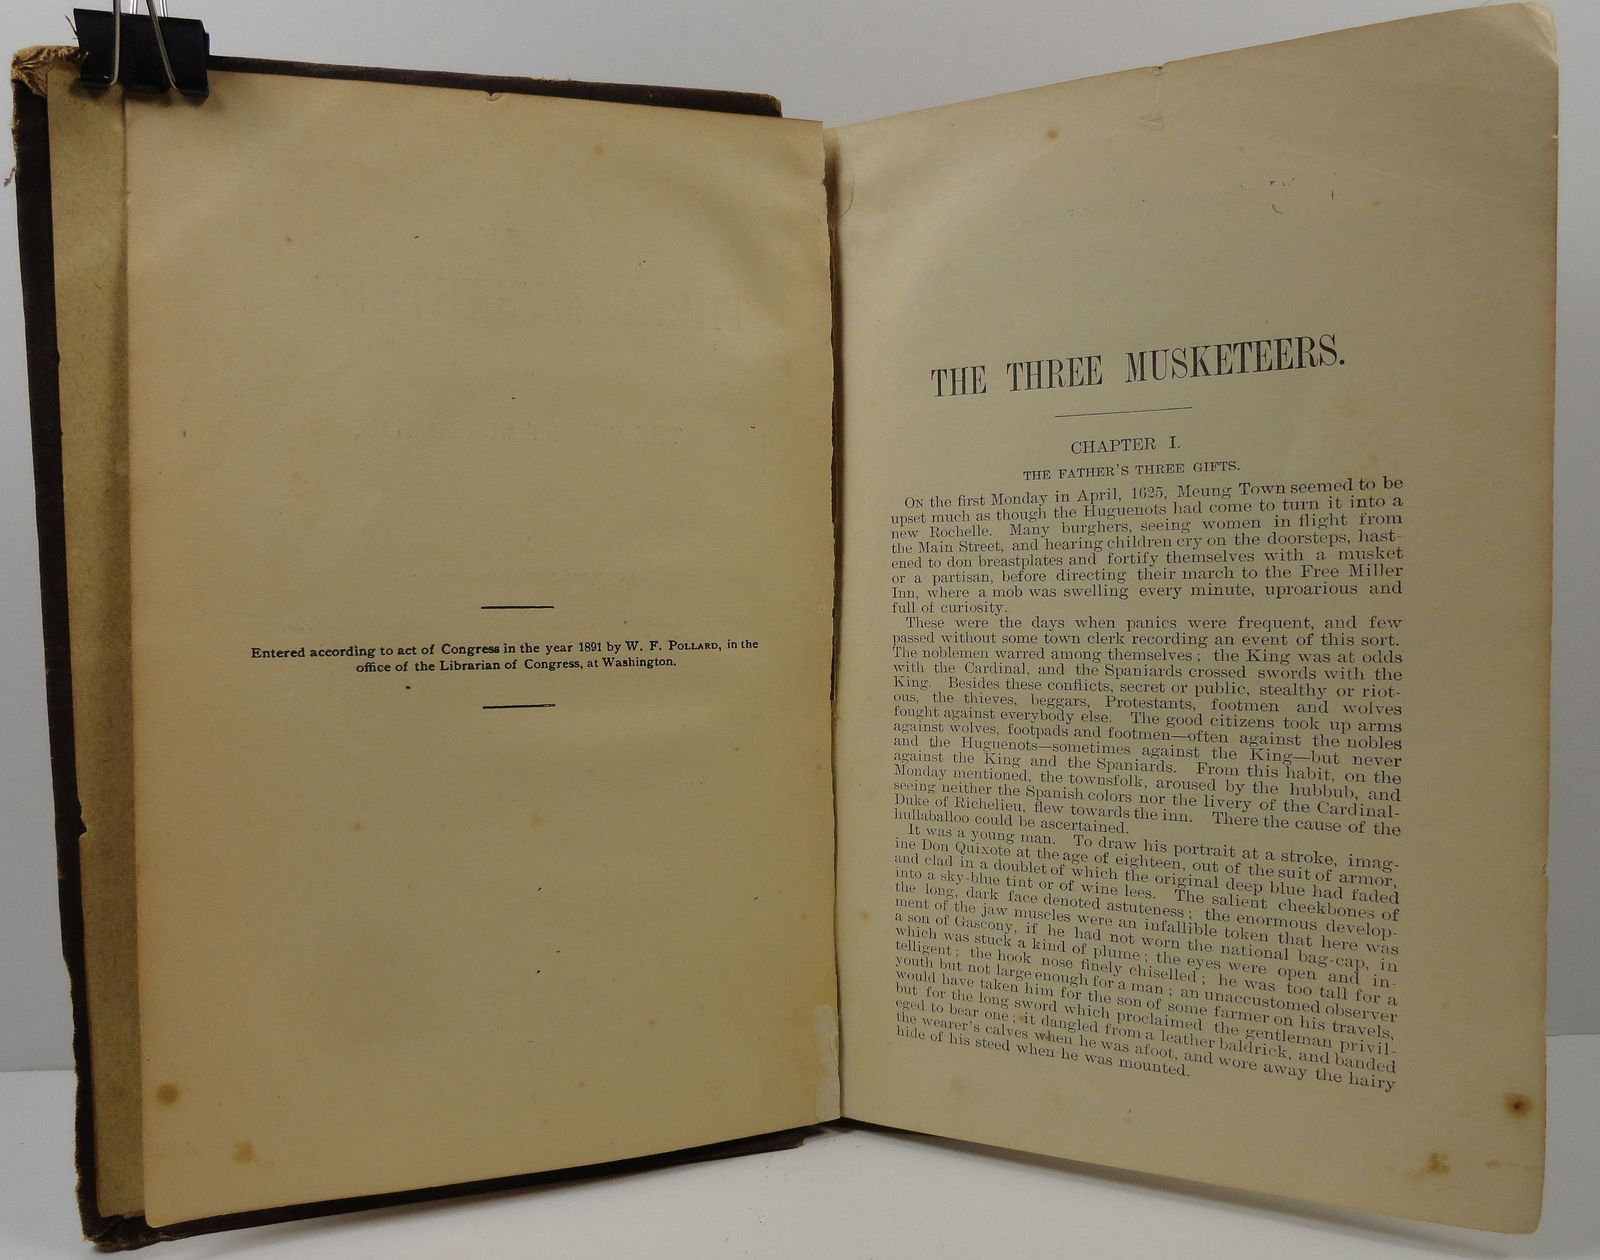 Entered according to act of Congress in the year 1891 by W. F. POLLARD, in the
office of the Librarian of Congress, at Washington.
THE THREE MUSKETEERS.
CHAPTER I.
THE FATHER'S THREE GIFTS.
ON the first Monday in April, 1625, Meung Town seemed to be
upset much as though the Huguenots had come to turn it into a
new Rochelle. Many burghers, seeing women in flight from
the Main Street, and hearing children cry on the doorsteps, hast-
ened to don breastplates and fortify themselves with a musket
or a partisan, before directing their march to the Free Miller
Inn, where a mob was swelling every minute, uproarious and
full of curiosity.
These were the days when panics were frequent, and few
passed without some town clerk recording an event of this sort.
The noblemen warred among themselves; the King was at odds
with the Cardinal, and the Spaniards crossed swords with the
King. Besides these conflicts, secret or public, stealthy or riot-
ous, the thieves, beggars, Protestants, footmen and wolves
fought against everybody else. The good citizens took up arms
against wolves, footpads and footmen—often against the nobles
and the Huguenots—sometimes against the King—but never
against the King and the Spaniards. From this habit, on the
Monday mentioned, the townsfolk, aroused by the hubbub, and
seeing neither the Spanish colors nor the livery of the Cardinal-
Duke of Richelieu, flew towards the inn. There the cause of the
hullaballoo could be ascertained.
It was a young man. To draw his portrait at a stroke, imag-
ine Don Quixote at the age of eighteen, out of the suit of armor,
and clad in a doublet of which the original deep blue had faded
into a sky-blue tint or of wine lees. The salient cheekbones of
the long, dark face denoted astuteness; the enormous develop-
ment of the jaw muscles were an infallible token that here was
a son of Gascony, if he had not worn the national bag-cap, in
which was stuck a kind of plume; the eyes were open and in-
telligent; the hook nose finely chiselled; he was too tall for a
youth but not large enough for a man; an unaccustomed observer
would have taken him for the son of some farmer on his travels,
but for the long sword which proclaimed the gentleman privil-
eged to bear one; it dangled from a leather baldrick, and banded
the wearer's calves when he was afoot, and wore away the hairy
hide of his steed when he was mounted.